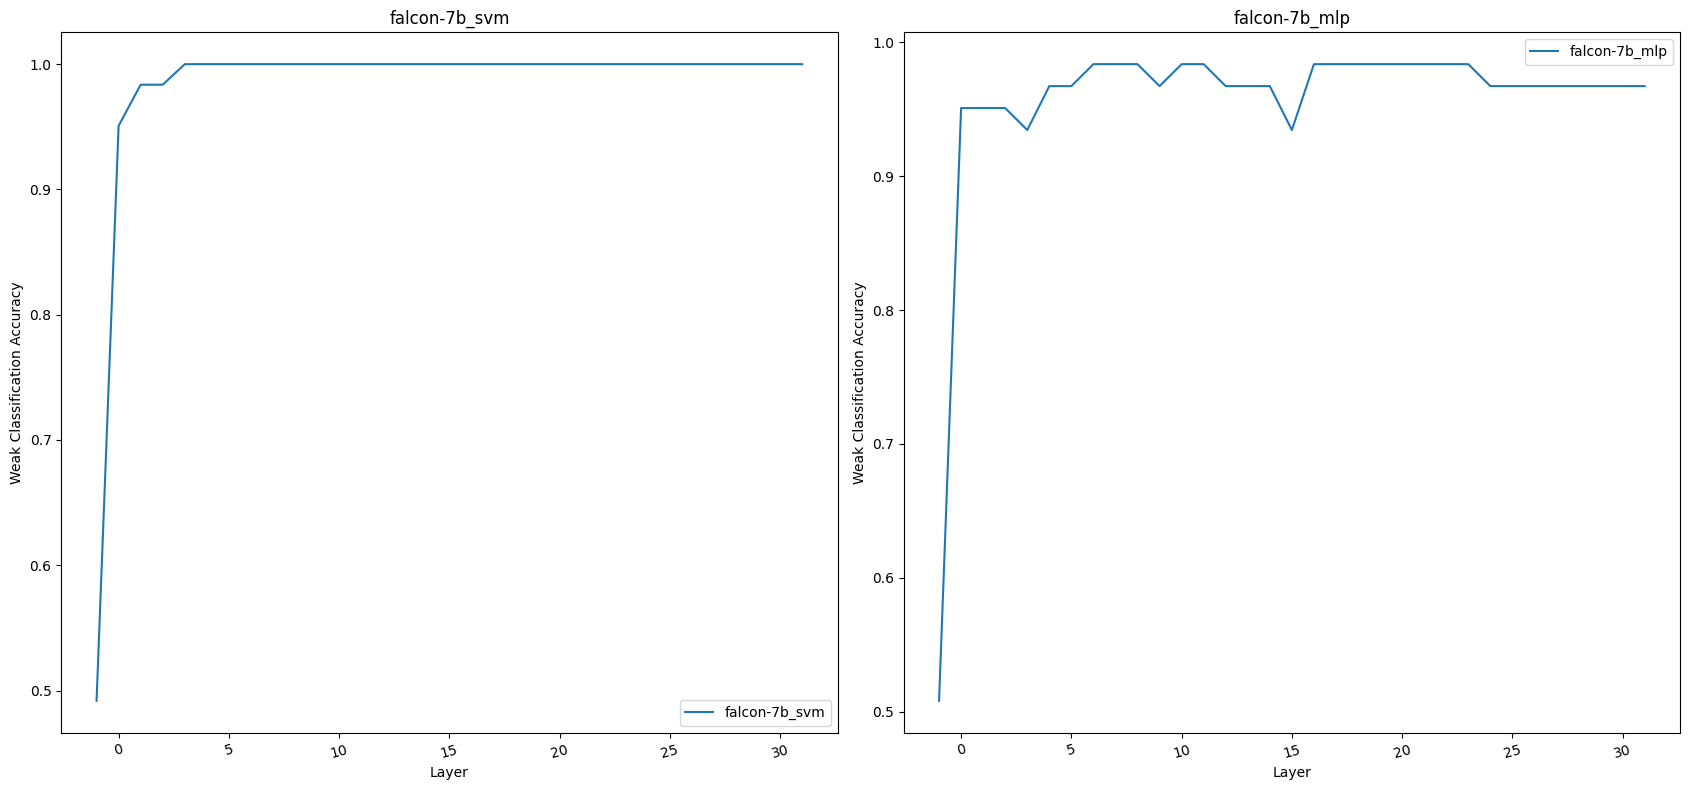 falcon-7b_svm
1.0
0.9
0.8
0.7
0.6
0.5
Weak Classification Accuracy
falcon-7b_svm
0 5 10 15 20 25 30
Layer
falcon-7b_mlp
falcon-7b_mlp
1.0
0.9
0.8
0.7
0.6
0.5
Weak Classification Accuracy
0 5 10 15 20 25 30
Layer